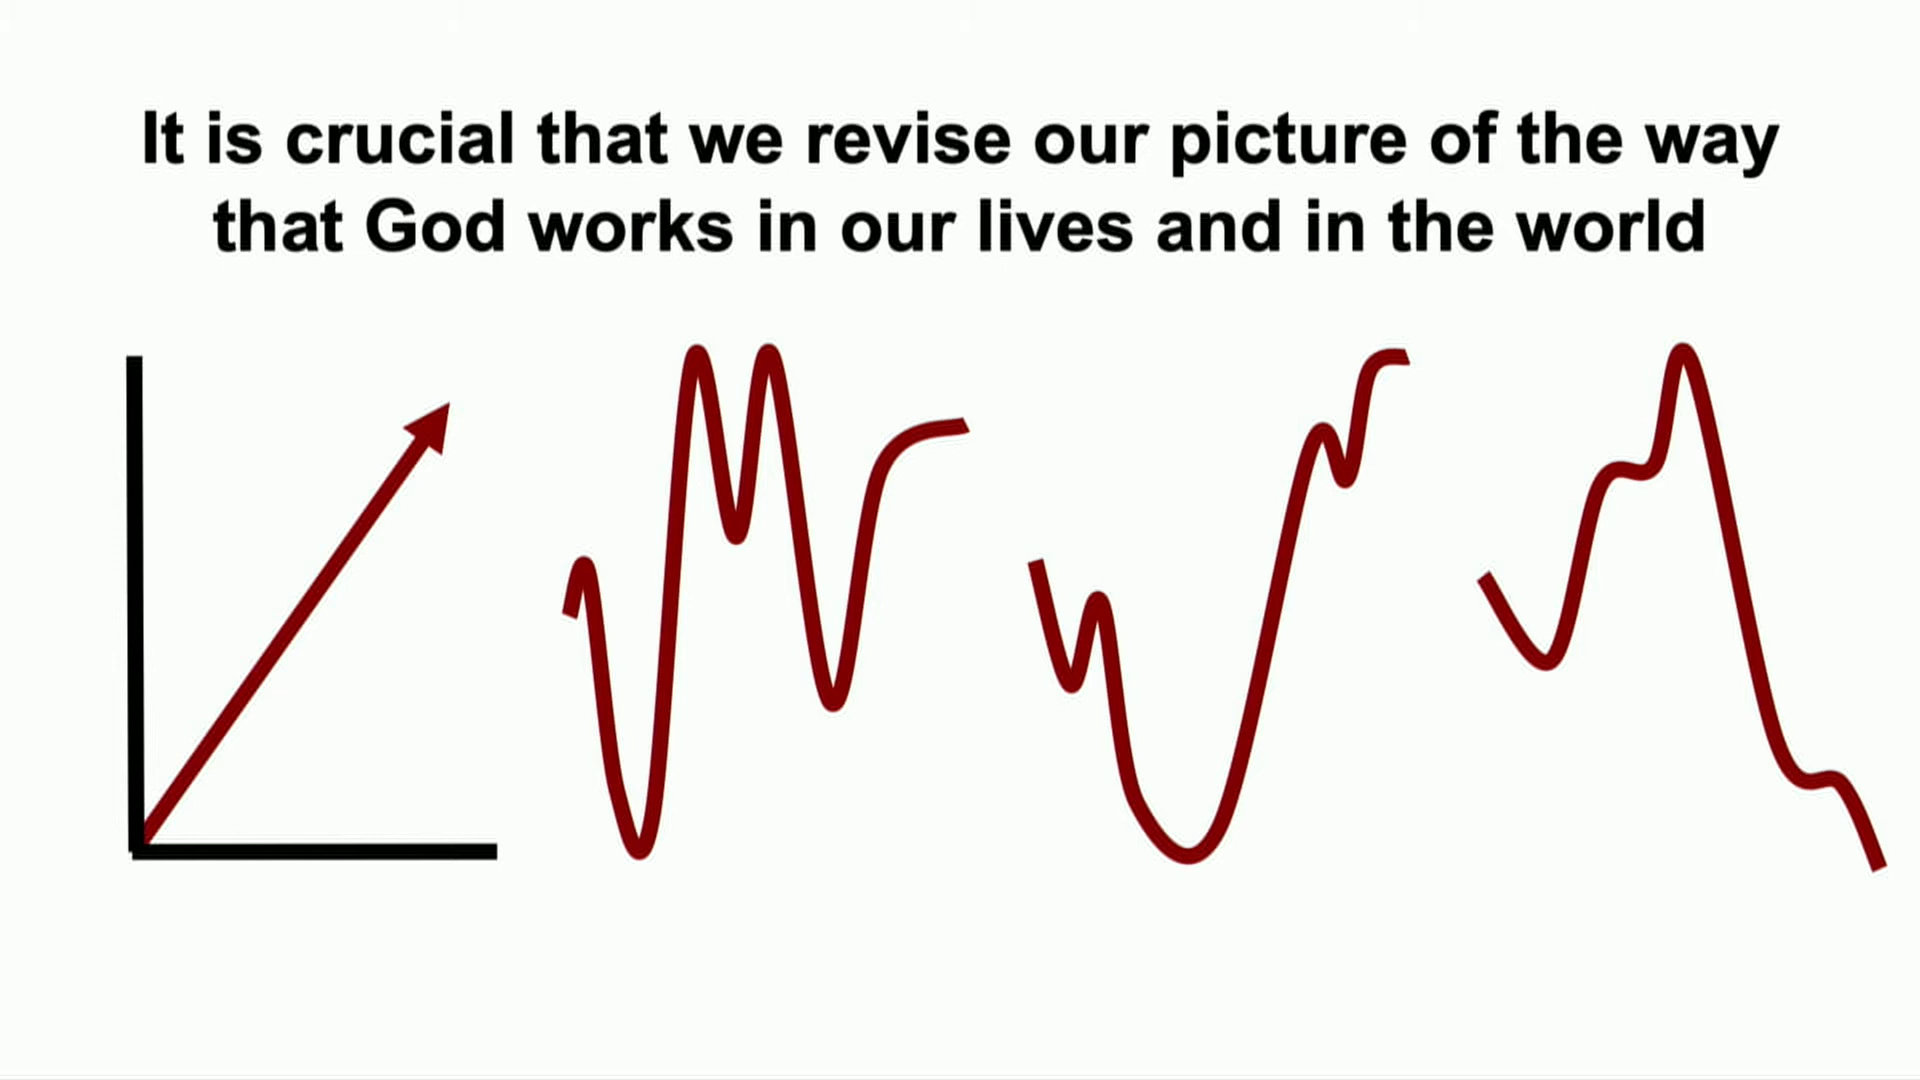 It is crucial that we revise our picture of the way
that God works in our lives and in the world